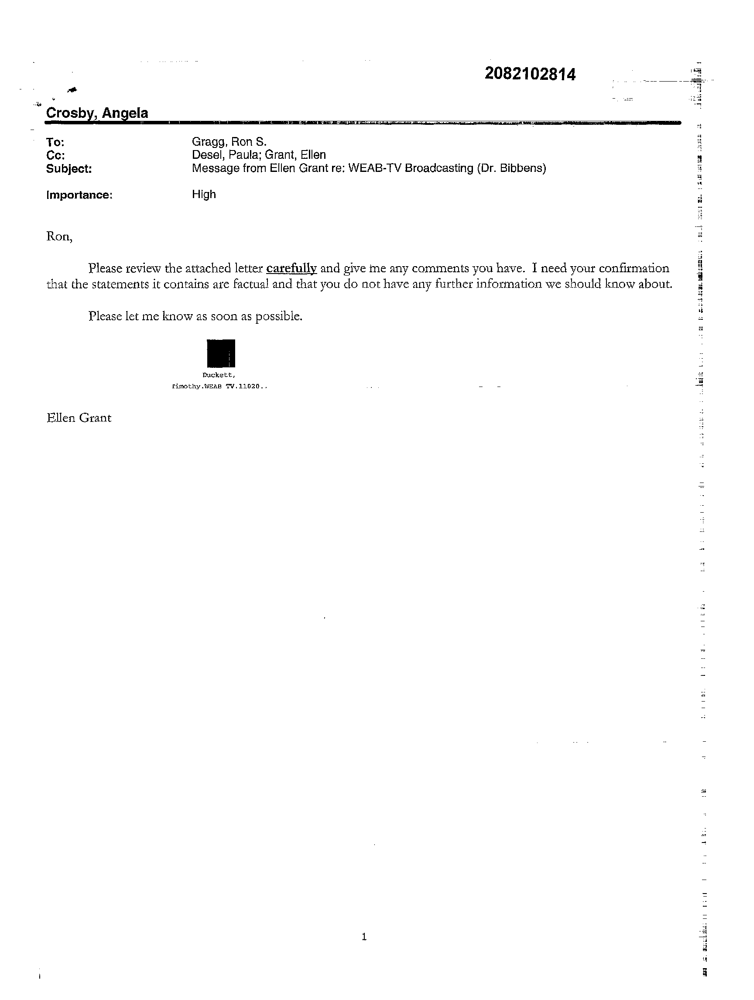 2082102814
Crosby, Angela
To: Gragg, Ron S.
Cc: Desel, Paula; Grant, Ellen
Subject: Message from Ellen Grant re: WEAB-TV Broadcasting (Dr. Bibbens)
Importance: High
Ron,
Please review the attached letter carefully and give me any comments you have. I need your confirmation
that the statements it contains are factual and that you do not have any further information we should know about.
Please let me know as soon as possible.
Duckett,
Timothy.WEAB TV.11020..
Ellen Grant
1